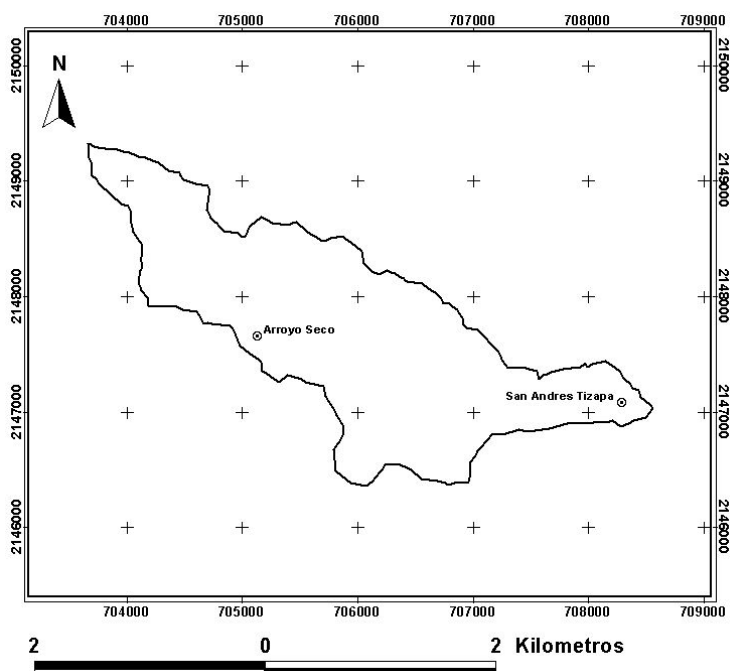 704000 705000 706000 707000 708000 709000
N
2150000 2150000
2149000 2149000
2148000 2148000
Arroyo Seco
San Andres Tizapa
2147000 2147000
2146000 2146000
704000 705000 706000 707000 708000 709000
2 0 2 Kilometros